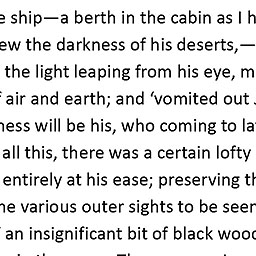 e ship—a berth in the cabin as I h
ew the darkness of his deserts,—
the light leaping from his eye, m
air and earth; and ‘vomited out
ness will be his, who coming to la
all this, there was a certain lofty
entirely at his ease; preserving th
he various outer sights to be seen
an insignificant bit of black wood